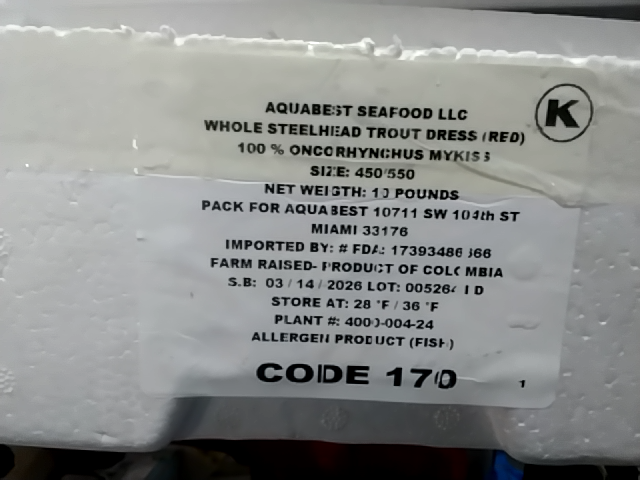 AQUABEST SEAFOOD LLC
K
WHOLE STEELHEAD TROUT DRESS (RED)
100 % ONCORHYNCHUS MYKISS
SIZE: 450/550
NET WEIGTH: 10 POUNDS
PACK FOR AQUABEST 10711 SW 104th ST
MIAMI 33176
IMPORTED BY: # FDA:
FARM RAISED- PRODUCT OF COLOMBIA
S.B: 03 / 14 / 2026 LOT:
STORE AT: 28 °F / 36 °F
PLANT #: 4000-004-24
ALLERGEN PRODUCT (FISH)
CODE 170
1